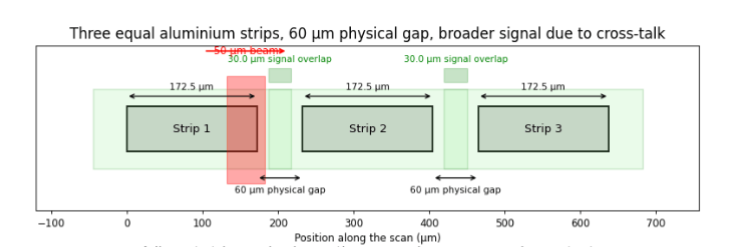 Three equal aluminium strips, 60 µm physical gap, broader signal due to cross-talk
50 µm beam
30.0 µm signal overlap 30.0 µm signal overlap
172.5 µm 172.5 µm 172.5 µm
Strip 1 Strip 2 Strip 3
60 µm physical gap 60 µm physical gap
−100 0 100 200 300 400 500 600 700
Position along the scan (µm)